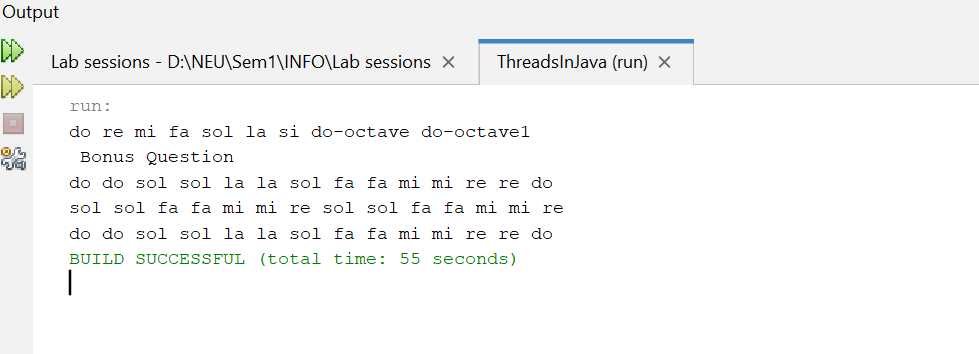 Output
Lab sessions - D:\NEU\Sem1\INFO\Lab sessions
ThreadsInJava (run)
run:
do re mi fa sol la si do-octave do-octave1
Bonus Question
do do sol sol la la sol fa fa mi mi re re do
sol sol fa fa mi mi re sol sol fa fa mi mi re
do do sol sol la la sol fa fa mi mi re re do
BUILD SUCCESSFUL (total time: 55 seconds)